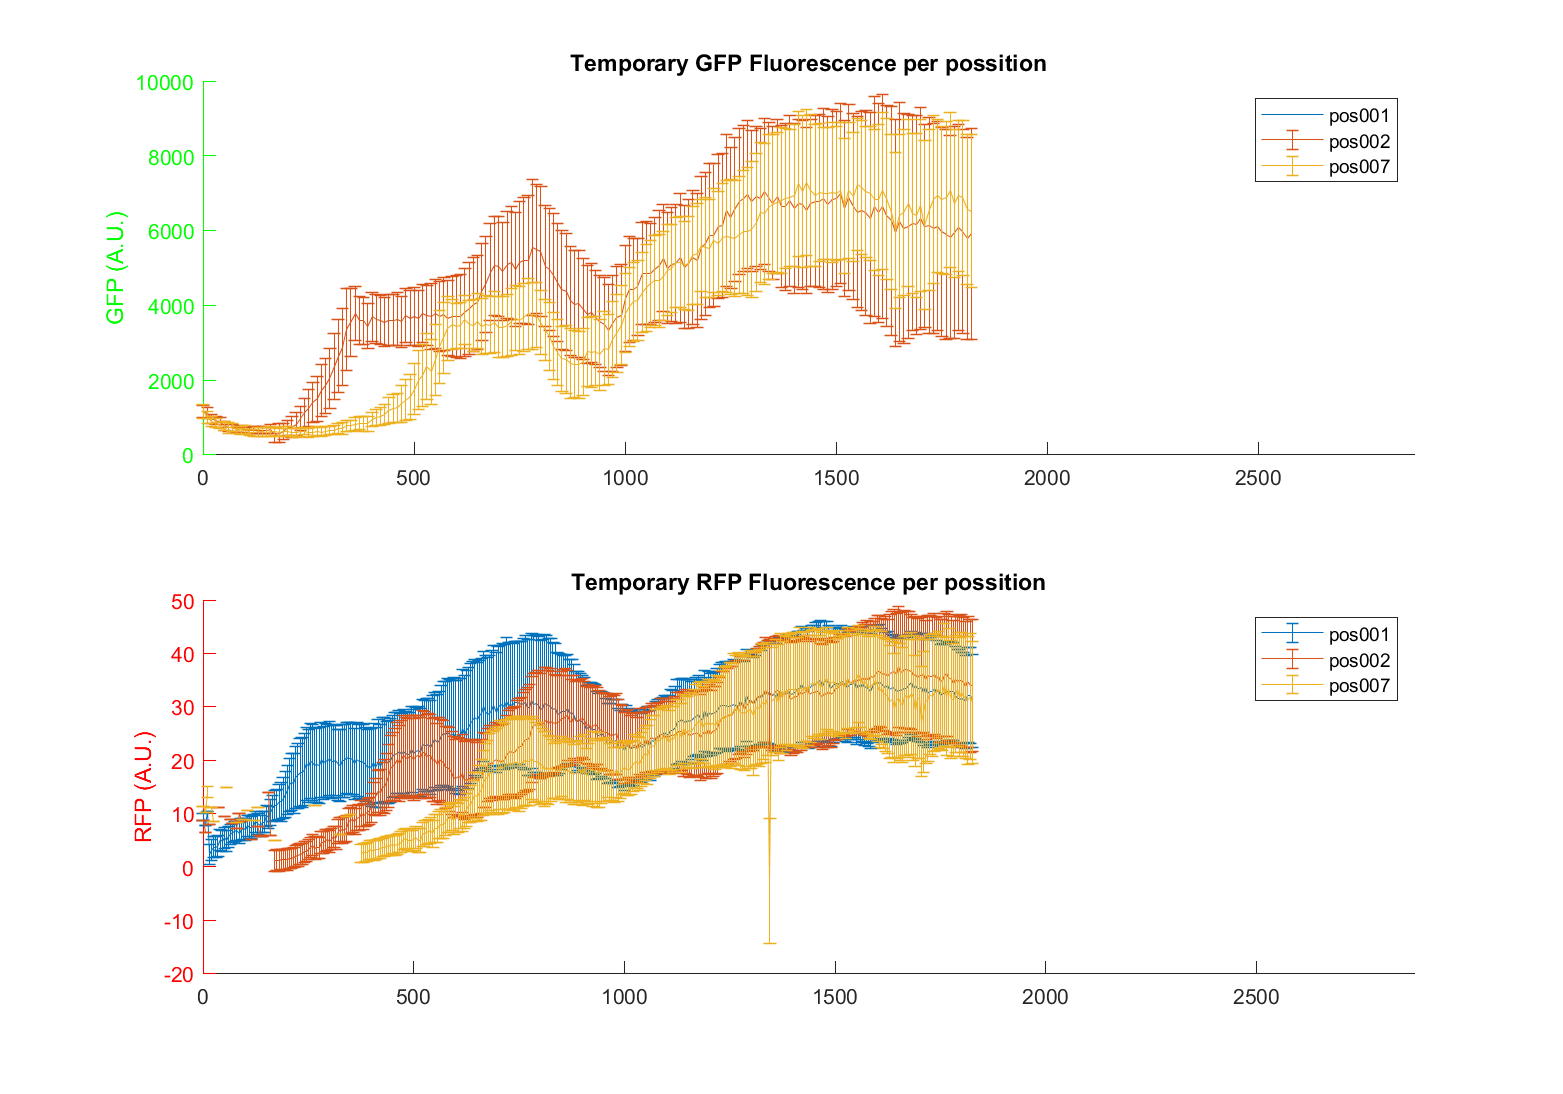 Temporary GFP Fluorescence per possition
GFP (A.U.)
10000
8000
6000
4000
2000
0
0 500 1000 1500 2000 2500
pos001
pos002
pos007
Temporary RFP Fluorescence per possition
RFP (A.U.)
50
40
30
20
10
0
-10
-20
0 500 1000 1500 2000 2500
pos001
pos002
pos007